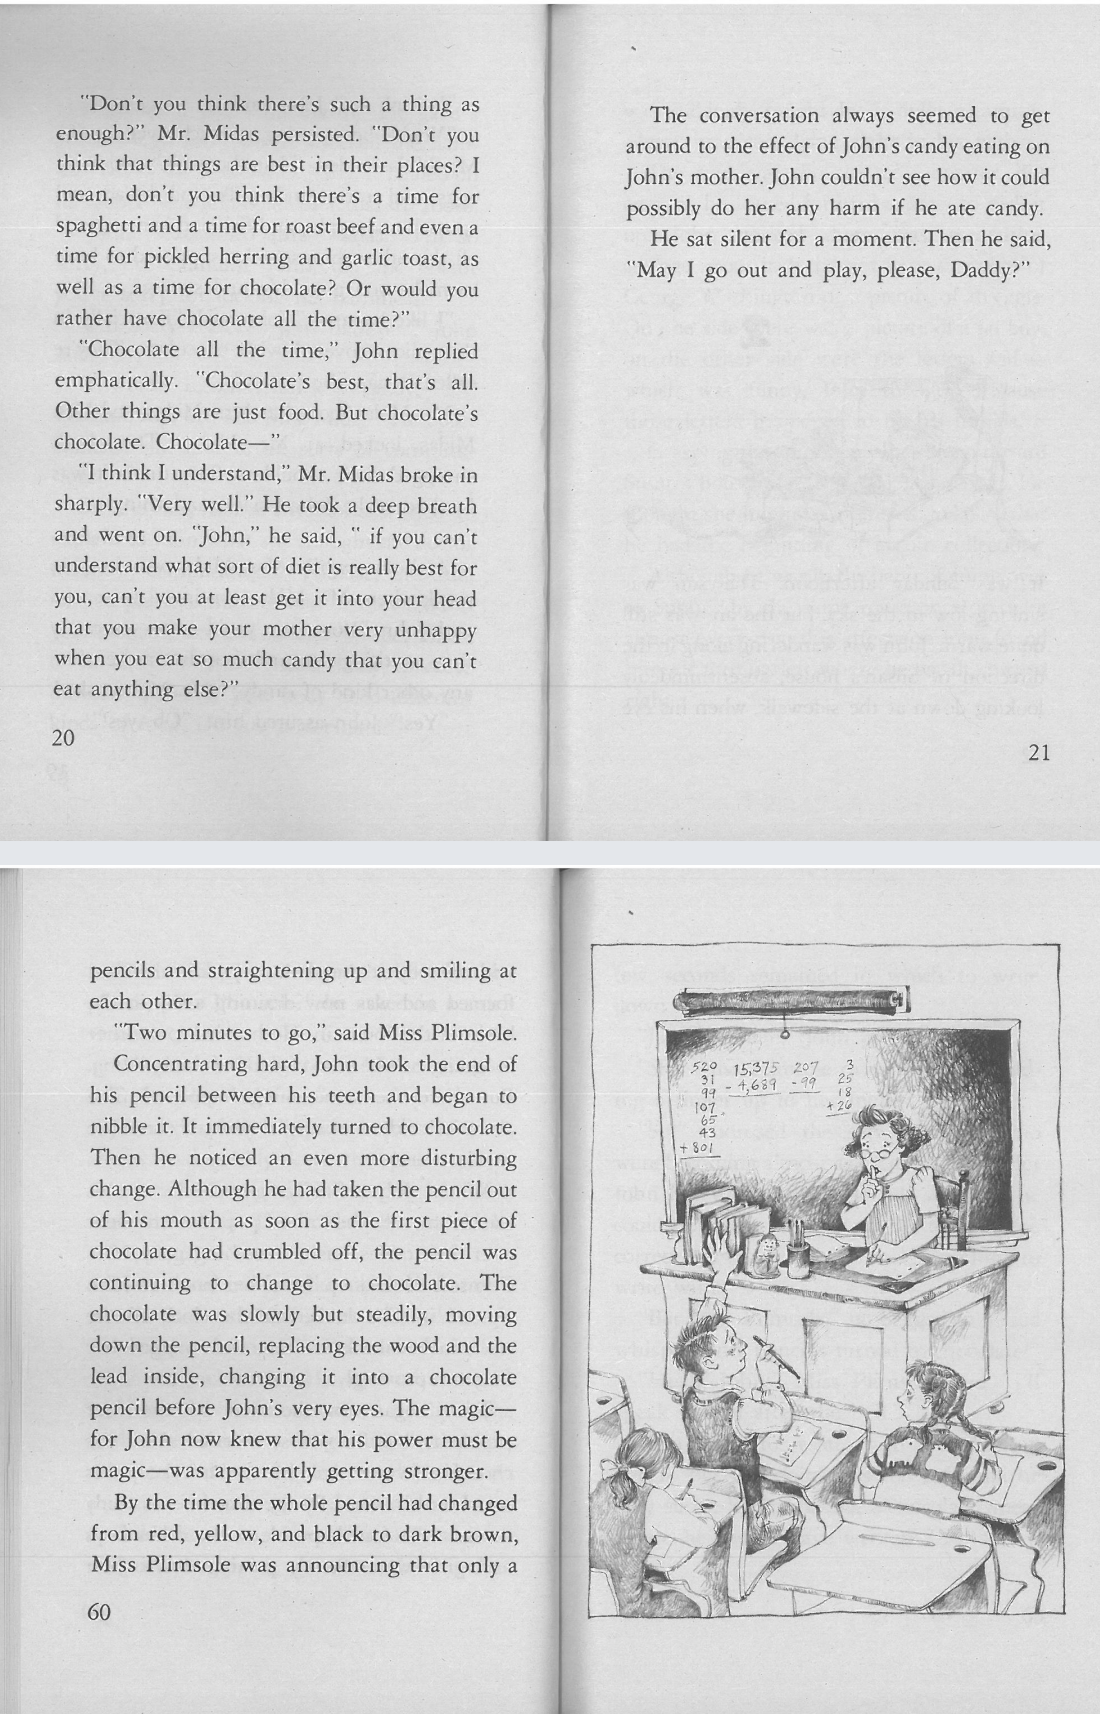 "Don't you think there's such a thing as
enough?" Mr. Midas persisted. "Don't you
think that things are best in their places? I
mean, don't you think there's a time for
spaghetti and a time for roast beef and even a
time for pickled herring and garlic toast, as
well as a time for chocolate? Or would you
rather have chocolate all the time?"
"Chocolate all the time," John replied
emphatically. "Chocolate's best, that's all.
Other things are just food. But chocolate's
chocolate. Chocolate—"
"I think I understand," Mr. Midas broke in
sharply. "Very well." He took a deep breath
and went on. "John," he said, " if you can't
understand what sort of diet is really best for
you, can't you at least get it into your head
that you make your mother very unhappy
when you eat so much candy that you can't
eat anything else?"
20
The conversation always seemed to get
around to the effect of John's candy eating on
John's mother. John couldn't see how it could
possibly do her any harm if he ate candy.
He sat silent for a moment. Then he said,
"May I go out and play, please, Daddy?"
21
pencils and straightening up and smiling at
each other.
"Two minutes to go," said Miss Plimsole.
Concentrating hard, John took the end of
his pencil between his teeth and began to
nibble it. It immediately turned to chocolate.
Then he noticed an even more disturbing
change. Although he had taken the pencil out
of his mouth as soon as the first piece of
chocolate had crumbled off, the pencil was
continuing to change to chocolate. The
chocolate was slowly but steadily, moving
down the pencil, replacing the wood and the
lead inside, changing it into a chocolate
pencil before John's very eyes. The magic—
for John now knew that his power must be
magic—was apparently getting stronger.
By the time the whole pencil had changed
from red, yellow, and black to dark brown,
Miss Plimsole was announcing that only a
60
520
31
99
107
65
43
+801
15,375
-4,689
207
-99
3
25
18
+26